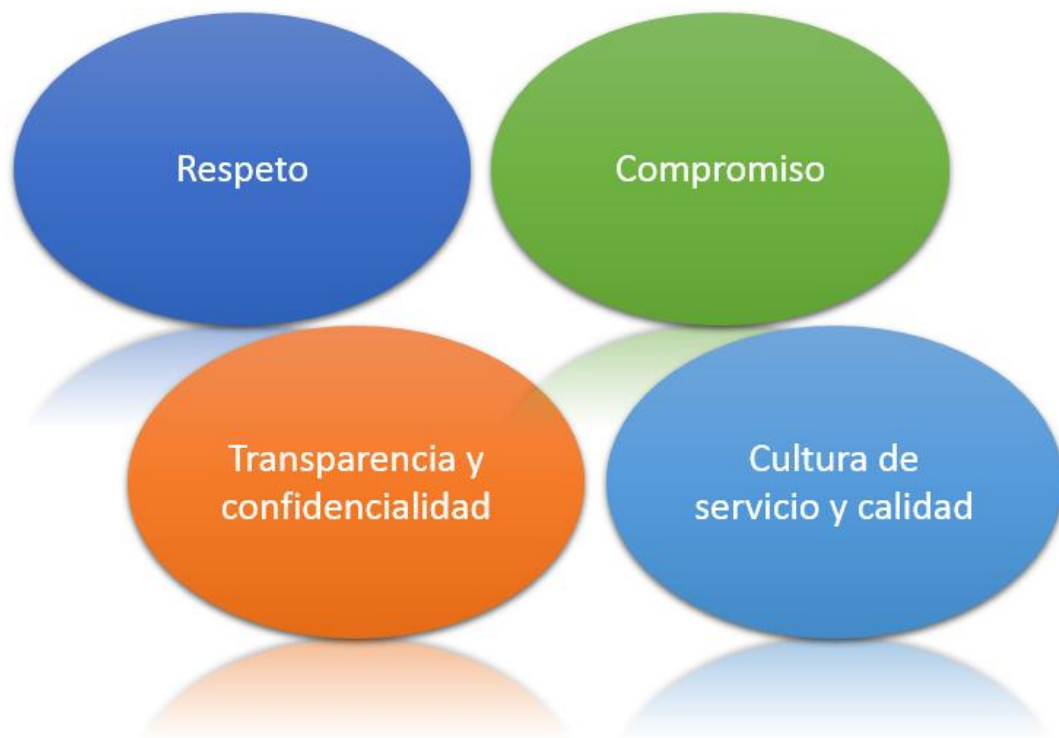 Respeto
Compromiso
Transparencia y
confidencialidad
Cultura de
servicio y calidad